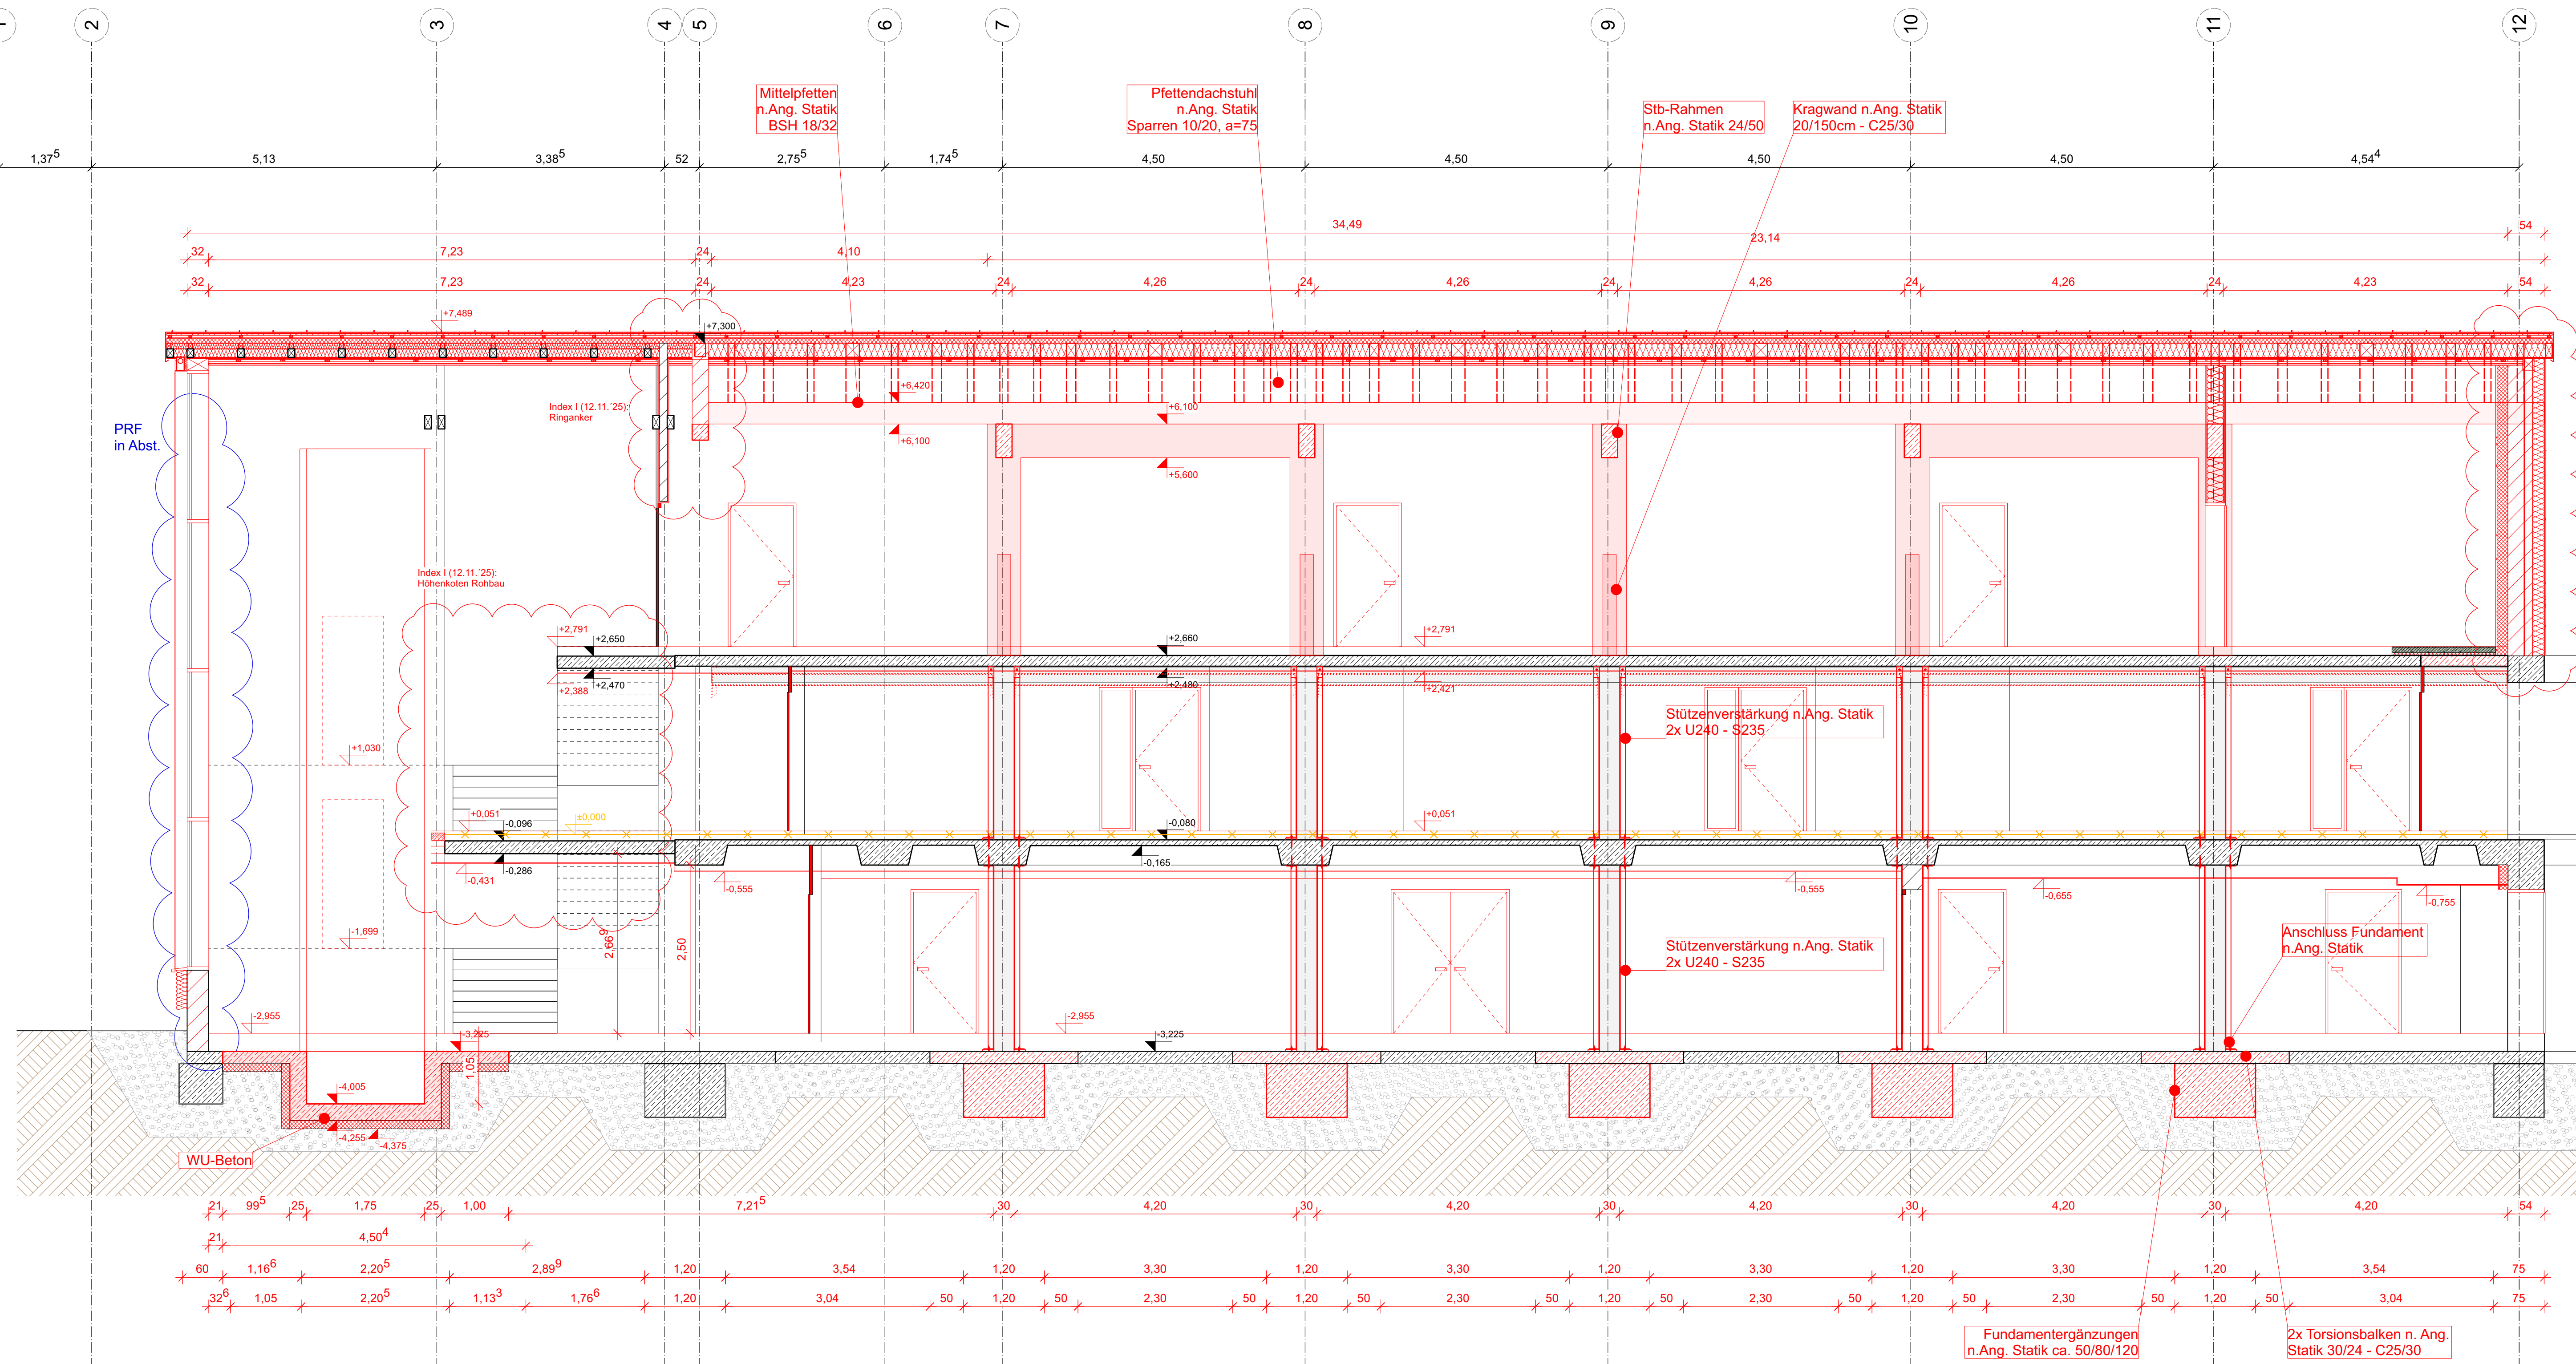 1 2 3 4 5 6 7 8 9 10 11 12
Mittelpfetten
n.Ang. Statik
BSH 18/32
Pfettendachstuhl
n.Ang. Statik
Sparren 10/20, a=75
Stb-Rahmen
n.Ang. Statik 24/50
Kragwand n.Ang. Statik
20/150cm - C25/30
1,37⁵ 5,13 3,38⁵ 52 2,75⁵ 1,74⁵ 4,50 4,50 4,50 4,50 4,54⁴
34,49 54
32 7,23 24 4,10 23,14
32 7,23 24 4,23 24 4,26 24 4,26 24 4,26 24 4,26 24 4,23 54
+7,489
+7,300
+6,420
+6,100
+6,100
+5,600
Index I (12.11.´25):
Ringanker
PRF
in Abst.
Index I (12.11.´25):
Höhenkoten Rohbau
+2,791 +2,650 +2,660 +2,791
+2,388 +2,470 +2,480 +2,421
Stützenverstärkung n.Ang. Statik
2x U240 - S235
+1,030
+0,051 -0,096 ±0,000 -0,080 +0,051
-0,431 -0,286 -0,165
-0,555 -0,555 -0,655 -0,755
-1,699
2,66⁹
2,50
Stützenverstärkung n.Ang. Statik
2x U240 - S235
Anschluss Fundament
n.Ang. Statik
-2,955 -2,955
-3,225 -3,225
1,05
-4,005
-4,255
-4,375
WU-Beton
21 99⁵ 25 1,75 25 1,00 7,21⁵ 30 4,20 30 4,20 30 4,20 30 4,20 30 4,20 54
21 4,50⁴
60 1,16⁶ 2,20⁵ 2,89⁹ 1,20 3,54 1,20 3,30 1,20 3,30 1,20 3,30 1,20 3,30 1,20 3,54 75
32⁶ 1,05 2,20⁵ 1,13³ 1,76⁶ 1,20 3,04 50 1,20 50 2,30 50 1,20 50 2,30 50 1,20 50 2,30 50 1,20 50 2,30 50 1,20 50 3,04 75
Fundamentergänzungen
n.Ang. Statik ca. 50/80/120
2x Torsionsbalken n. Ang.
Statik 30/24 - C25/30